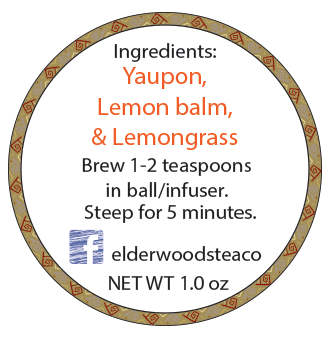 Ingredients:
Yaupon,
Lemon balm,
& Lemongrass
Brew 1-2 teaspoons
in ball/infuser.
Steep for 5 minutes.
f elderwoodsteaco
NET WT 1.0 oz